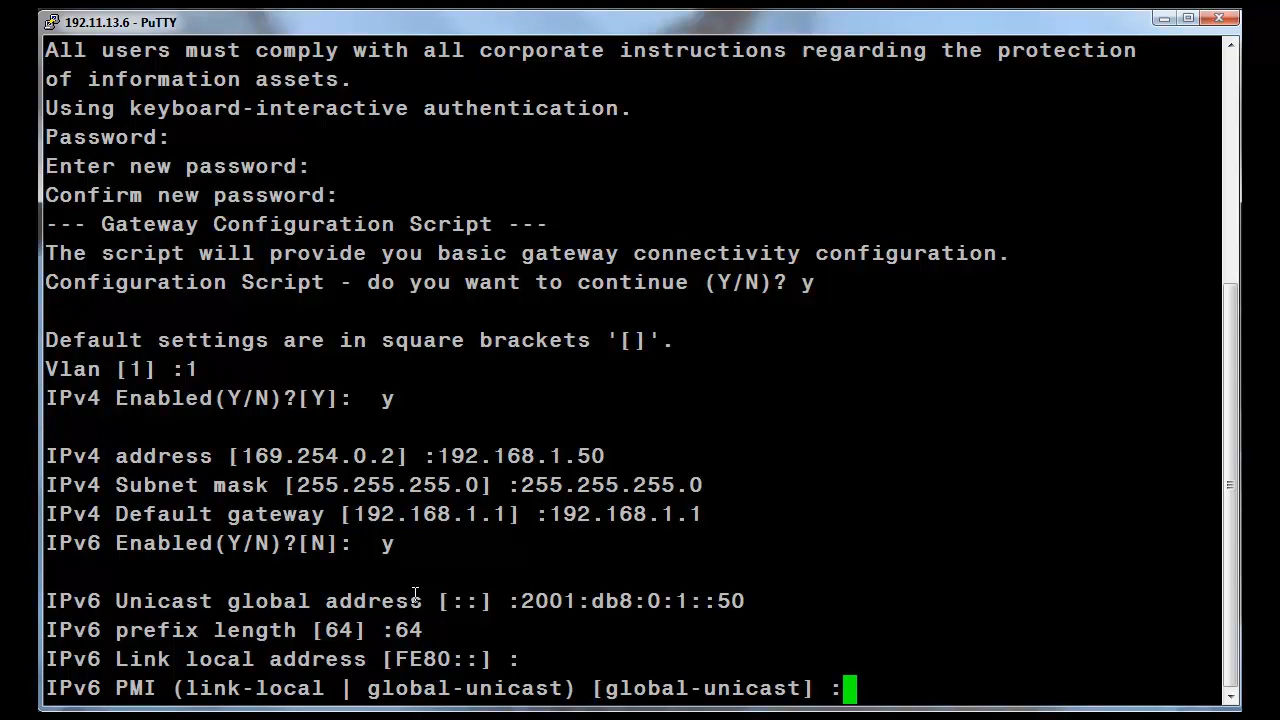 192.11.13.6 - PuTTY
All users must comply with all corporate instructions regarding the protection
of information assets.
Using keyboard-interactive authentication.
Password:
Enter new password:
Confirm new password:
--- Gateway Configuration Script ---
The script will provide you basic gateway connectivity configuration.
Configuration Script - do you want to continue (Y/N)? y
Default settings are in square brackets '[]'.
Vlan [1] :1
IPv4 Enabled(Y/N)?[Y]:  y
IPv4 address [169.254.0.2] :192.168.1.50
IPv4 Subnet mask [255.255.255.0] :255.255.255.0
IPv4 Default gateway [192.168.1.1] :192.168.1.1
IPv6 Enabled(Y/N)?[N]:  y
IPv6 Unicast global address [::] :2001:db8:0:1::50
IPv6 prefix length [64] :64
IPv6 Link local address [FE80::] :
IPv6 PMI (link-local | global-unicast) [global-unicast] :